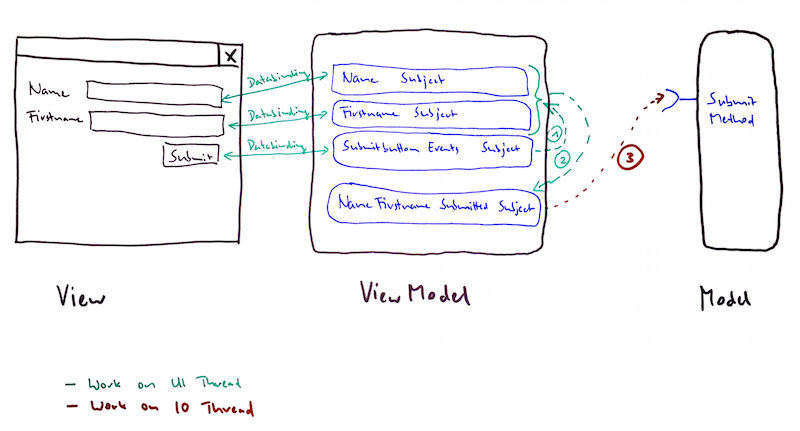 X
Name
Firstname
Submit
Databinding
Databinding
Databinding
Name Subject
Firstname Subject
Submitbuttom Events Subject
Name Firstname Submitted Subject
1
2
3
Submit
Method
View
ViewModel
Model
- Work on UI Thread
- Work on IO Thread